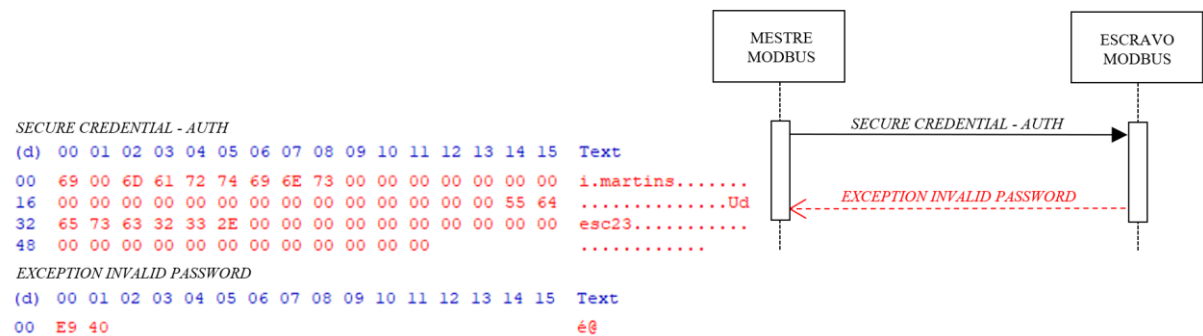 MESTRE
MODBUS
ESCRAVO
MODBUS
SECURE CREDENTIAL - AUTH
EXCEPTION INVALID PASSWORD
SECURE CREDENTIAL - AUTH
(d) 00 01 02 03 04 05 06 07 08 09 10 11 12 13 14 15 Text
00 69 00 6D 61 72 74 69 6E 73 00 00 00 00 00 00 00 i.martins.......
16 00 00 00 00 00 00 00 00 00 00 00 00 00 00 55 64 ..............Ud
32 65 73 63 32 33 2E 00 00 00 00 00 00 00 00 00 00 esc23...........
48 00 00 00 00 00 00 00 00 00 00 00 00 ............
EXCEPTION INVALID PASSWORD
(d) 00 01 02 03 04 05 06 07 08 09 10 11 12 13 14 15 Text
00 E9 40 é@